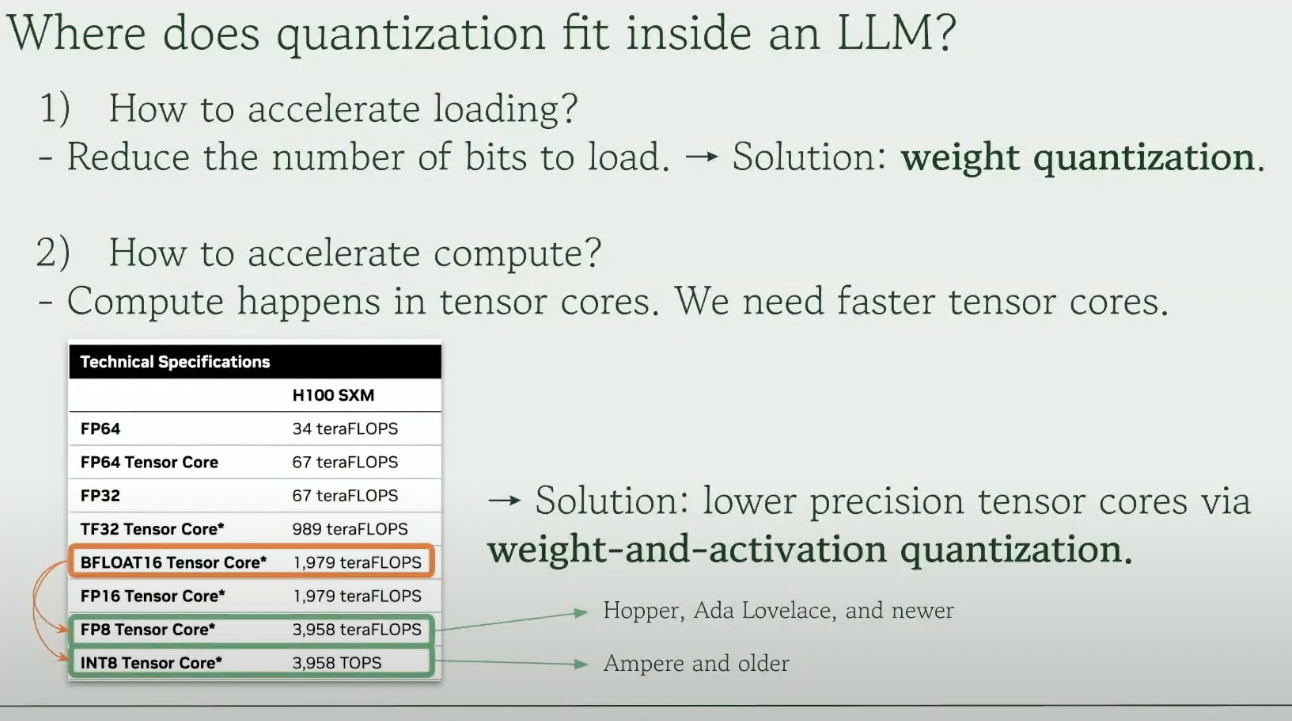 Where does quantization fit inside an LLM?
1) How to accelerate loading?
- Reduce the number of bits to load. → Solution: weight quantization.
2) How to accelerate compute?
- Compute happens in tensor cores. We need faster tensor cores.
Technical Specifications
H100 SXM
FP64 34 teraFLOPS
FP64 Tensor Core 67 teraFLOPS
FP32 67 teraFLOPS
TF32 Tensor Core* 989 teraFLOPS
BFLOAT16 Tensor Core* 1,979 teraFLOPS
FP16 Tensor Core* 1,979 teraFLOPS
FP8 Tensor Core* 3,958 teraFLOPS
INT8 Tensor Core* 3,958 TOPS
→ Solution: lower precision tensor cores via
weight-and-activation quantization.
Hopper, Ada Lovelace, and newer
Ampere and older